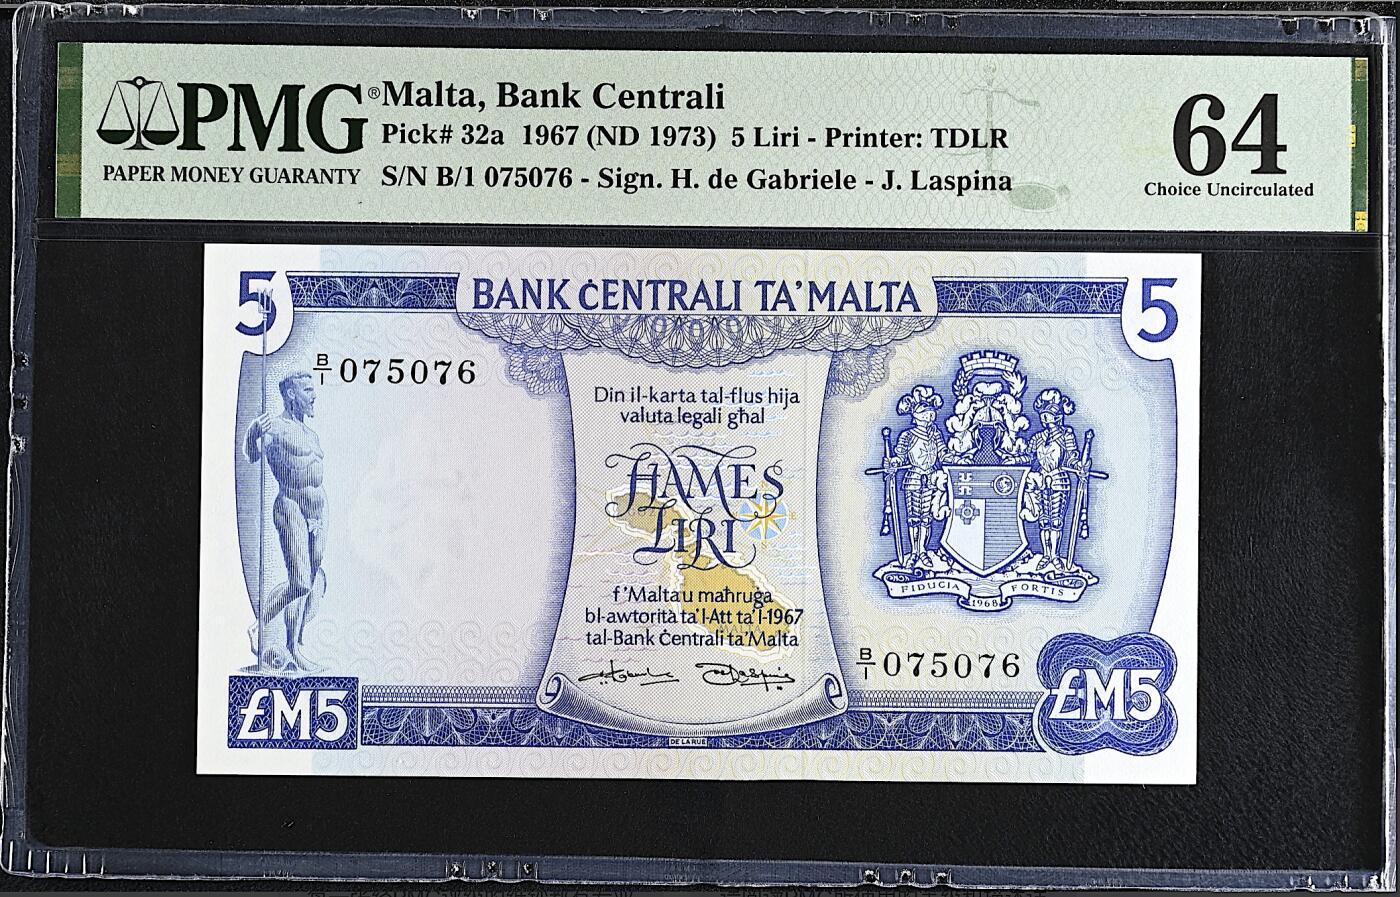 PMG®
PAPER MONEY GUARANTY
Malta, Bank Centrali
Pick# 32a 1967 (ND 1973) 5 Liri - Printer: TDLR
S/N B/1 075076 - Sign. H. de Gabriele - J. Laspina
64
Choice Uncirculated
5
BANK ĊENTRALI TA' MALTA
5
B/1 075076
Din il-karta tal-flus hija
valuta legali għal
ĦAMES
LIRI
f'Malta u maħruġa
bl-awtorità ta' l-Att ta' l-1967
tal-Bank Ċentrali ta' Malta
FIDUCIA FORTIS
1968
B/1 075076
£M5
£M5
DE LA RUE